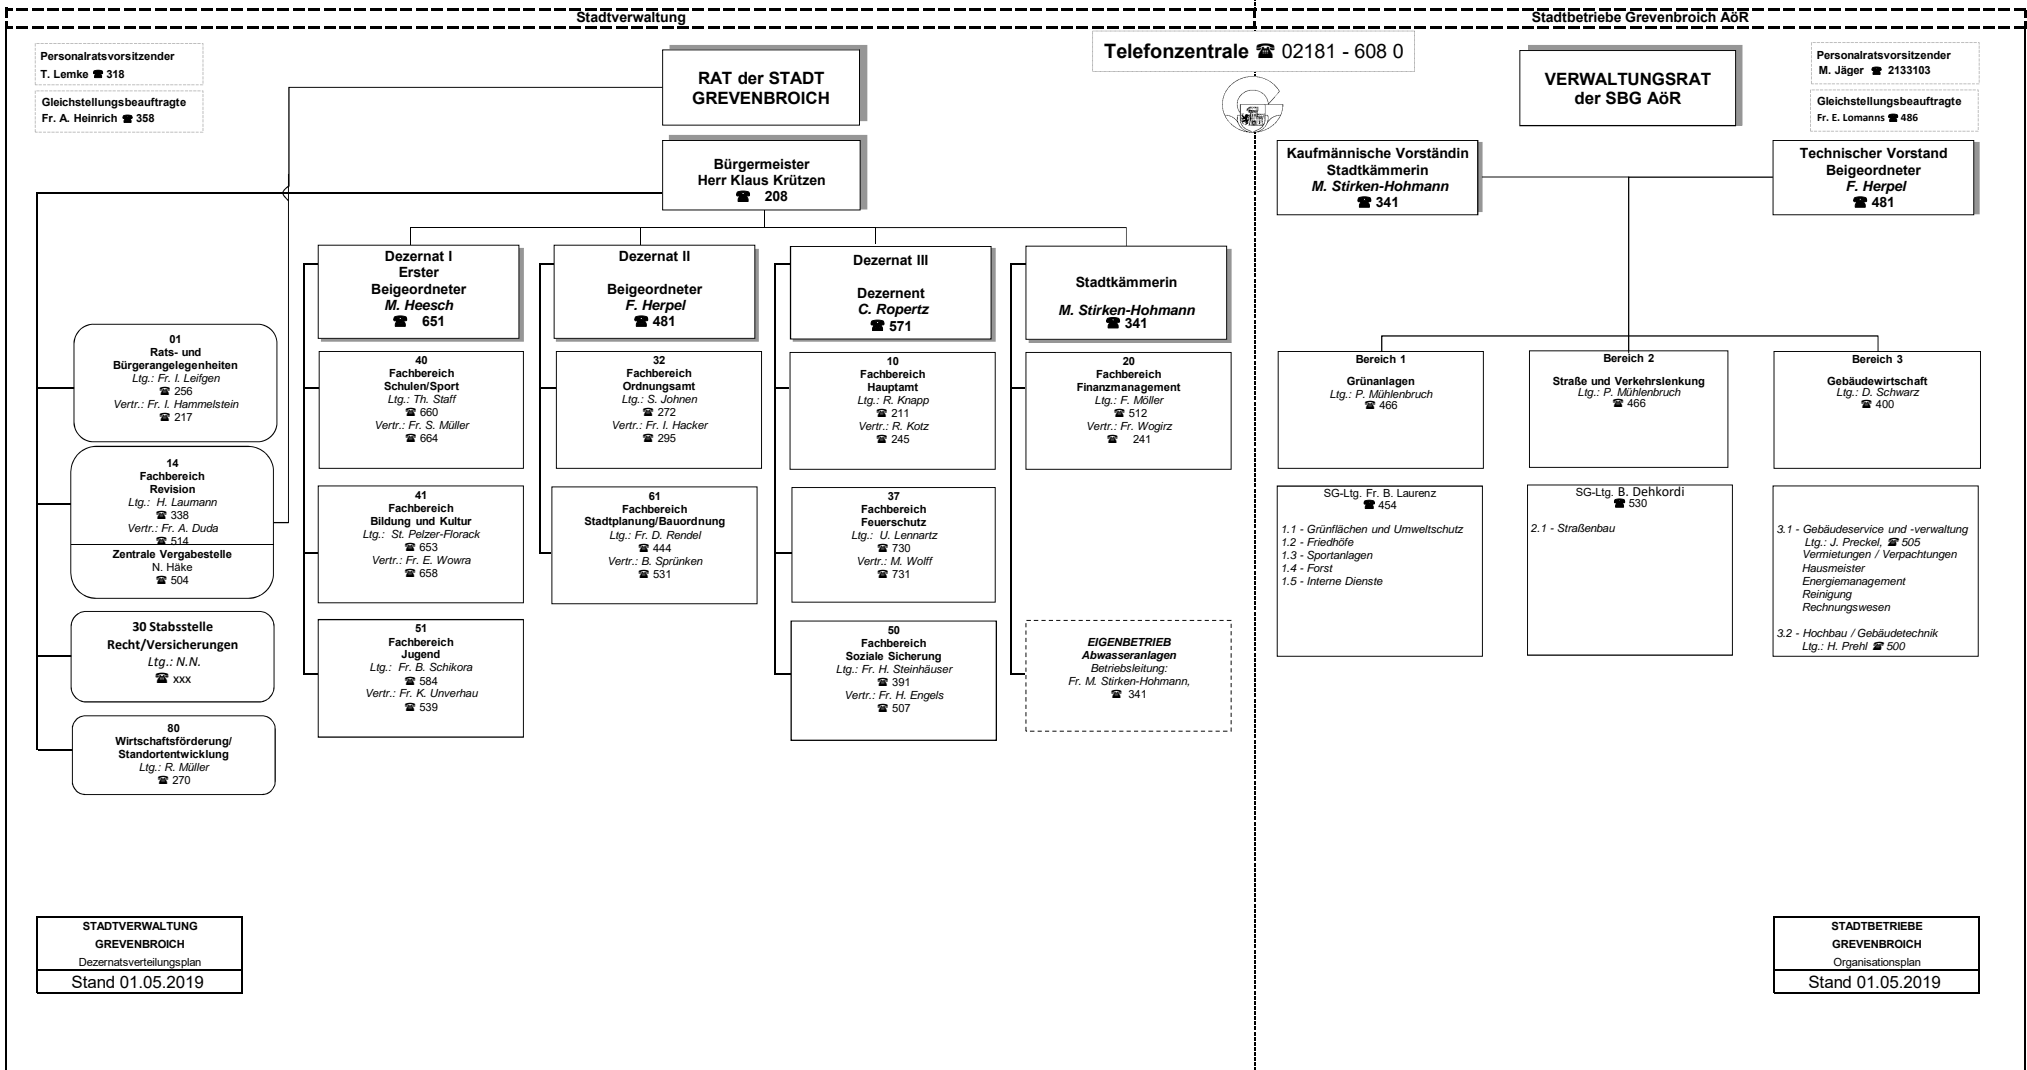 Stadtverwaltung
Stadtbetriebe Grevenbroich AöR
Personalratsvorsitzender
T. Lemke ☎ 318
Gleichstellungsbeauftragte
Fr. A. Heinrich ☎ 358
RAT der STADT
GREVENBROICH
Telefonzentrale ☎ 02181 - 608 0
VERWALTUNGSRAT
der SBG AöR
Personalratsvorsitzender
M. Jäger ☎ 2133103
Gleichstellungsbeauftragte
Fr. E. Lomanns ☎ 486
Bürgermeister
Herr Klaus Krützen
☎ 208
Kaufmännische Vorständin
Stadtkämmerin
M. Stirken-Hohmann
☎ 341
Technischer Vorstand
Beigeordneter
F. Herpel
☎ 481
Dezernat I
Erster
Beigeordneter
M. Heesch
☎ 651
Dezernat II
Beigeordneter
F. Herpel
☎ 481
Dezernat III
Dezernent
C. Ropertz
☎ 571
Stadtkämmerin
M. Stirken-Hohmann
☎ 341
01
Rats- und
Bürgerangelegenheiten
Ltg.: Fr. I. Leifgen
☎ 256
Vertr.: Fr. I. Hammelstein
☎ 217
14
Fachbereich
Revision
Ltg.: H. Laumann
☎ 338
Vertr.: Fr. A. Duda
☎ 514
Zentrale Vergabestelle
N. Häke
☎ 504
30 Stabsstelle
Recht/Versicherungen
Ltg.: N.N.
☎ xxx
80
Wirtschaftsförderung/
Standortentwicklung
Ltg.: R. Müller
☎ 270
40
Fachbereich
Schulen/Sport
Ltg.: Th. Staff
☎ 660
Vertr.: Fr. S. Müller
☎ 664
41
Fachbereich
Bildung und Kultur
Ltg.: St. Pelzer-Florack
☎ 653
Vertr.: Fr. E. Wowra
☎ 658
51
Fachbereich
Jugend
Ltg.: Fr. B. Schikora
☎ 584
Vertr.: Fr. K. Unverhau
☎ 539
32
Fachbereich
Ordnungsamt
Ltg.: S. Johnen
☎ 272
Vertr.: Fr. I. Hacker
☎ 295
61
Fachbereich
Stadtplanung/Bauordnung
Ltg.: Fr. D. Rendel
☎ 444
Vertr.: B. Sprünken
☎ 531
10
Fachbereich
Hauptamt
Ltg.: R. Knapp
☎ 211
Vertr.: R. Kotz
☎ 245
37
Fachbereich
Feuerschutz
Ltg.: U. Lennartz
☎ 730
Vertr.: M. Wolff
☎ 731
50
Fachbereich
Soziale Sicherung
Ltg.: Fr. H. Steinhäuser
☎ 391
Vertr.: Fr. H. Engels
☎ 507
20
Fachbereich
Finanzmanagement
Ltg.: F. Möller
☎ 512
Vertr.: Fr. Wogirz
☎ 241
EIGENBETRIEB
Abwasseranlagen
Betriebsleitung:
Fr. M. Stirken-Hohmann,
☎ 341
Bereich 1
Grünanlagen
Ltg.: P. Mühlenbruch
☎ 466
SG-Ltg. Fr. B. Laurenz
☎ 454
1.1 - Grünflächen und Umweltschutz
1.2 - Friedhöfe
1.3 - Sportanlagen
1.4 - Forst
1.5 - Interne Dienste
Bereich 2
Straße und Verkehrslenkung
Ltg.: P. Mühlenbruch
☎ 466
SG-Ltg. B. Dehkordi
☎ 530
2.1 - Straßenbau
Bereich 3
Gebäudewirtschaft
Ltg.: D. Schwarz
☎ 400
3.1 - Gebäudeservice und -verwaltung
Ltg.: J. Preckel, ☎ 505
Vermietungen / Verpachtungen
Hausmeister
Energiemanagement
Reinigung
Rechnungswesen
3.2 - Hochbau / Gebäudetechnik
Ltg.: H. Prehl ☎ 500
STADTVERWALTUNG
GREVENBROICH
Dezernatsverteilungsplan
Stand 01.05.2019
STADTBETRIEBE
GREVENBROICH
Organisationsplan
Stand 01.05.2019